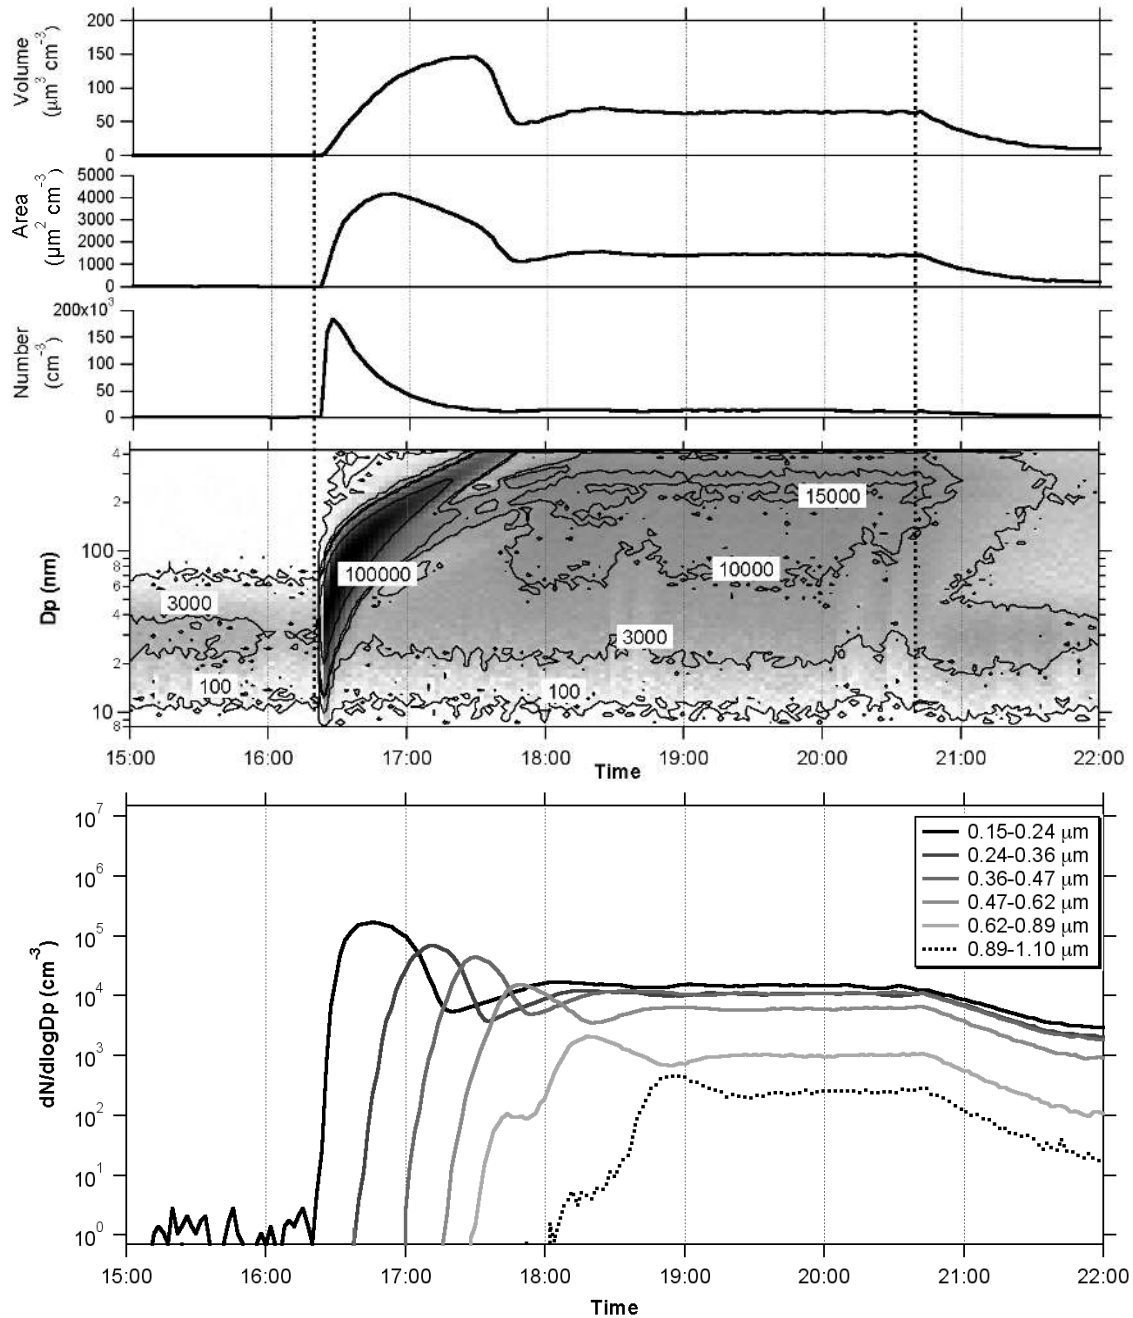 200
150
100
50
0
Volume
(μm³ cm⁻³)
5000
4000
3000
2000
1000
0
Area
(μm² cm⁻³)
200x10³
150
100
50
0
Number
(cm⁻³)
4
2
100
8
6
4
2
10
8
Dp (nm)
15000
100000
10000
3000
3000
100
100
15:00 16:00 17:00 18:00 19:00 20:00 21:00 22:00
Time
10⁷
10⁶
10⁵
10⁴
10³
10²
10¹
10⁰
dN/dlogDp (cm⁻³)
0.15-0.24 μm
0.24-0.36 μm
0.36-0.47 μm
0.47-0.62 μm
0.62-0.89 μm
0.89-1.10 μm
15:00 16:00 17:00 18:00 19:00 20:00 21:00 22:00
Time